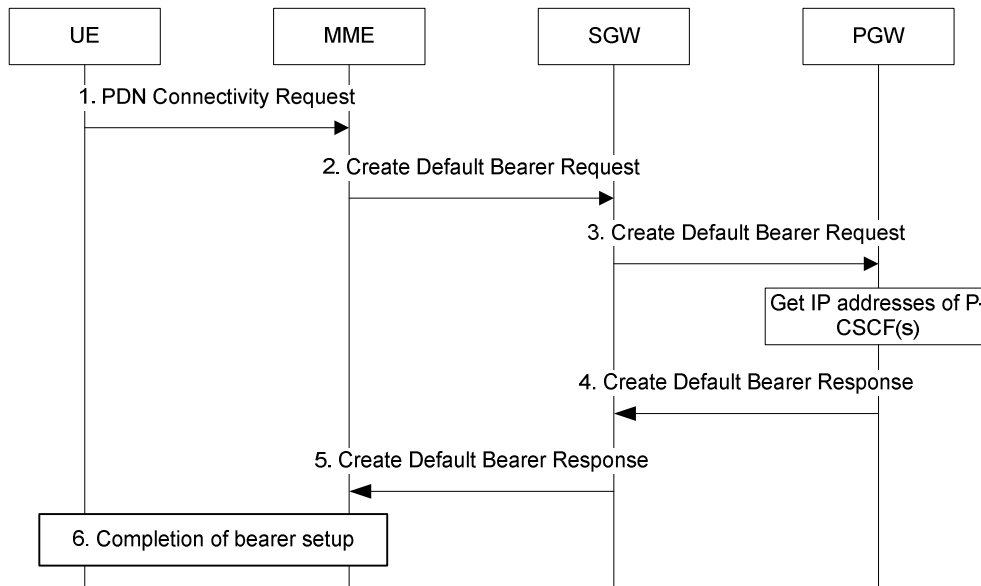 UE
MME
SGW
PGW
1. PDN Connectivity Request
2. Create Default Bearer Request
3. Create Default Bearer Request
Get IP addresses of P-
CSCF(s)
4. Create Default Bearer Response
5. Create Default Bearer Response
6. Completion of bearer setup